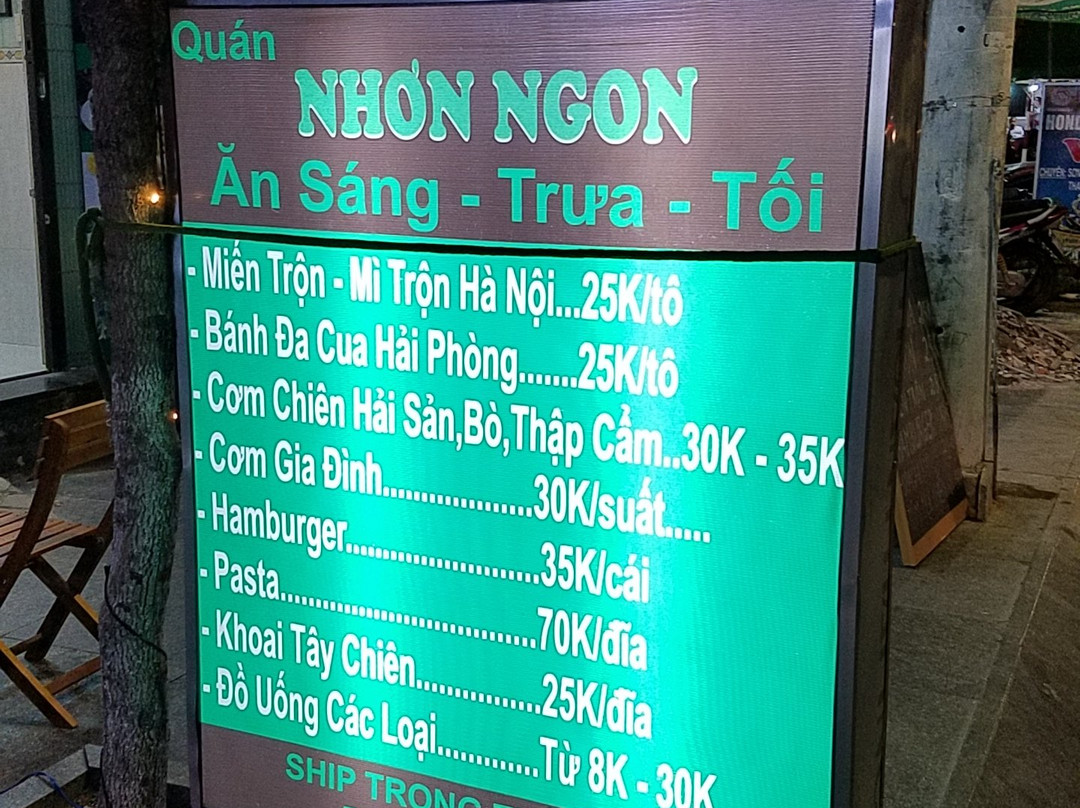 Quán
NHƠN NGON
Ăn Sáng - Trưa - Tối
- Miến Trộn - Mì Trộn Hà Nội...25K/tô
- Bánh Đa Cua Hải Phòng.......25K/tô
- Cơm Chiên Hải Sản,Bò,Thập Cẩm..30K - 35K
- Cơm Gia Đình.................30K/suất.....
- Hamburger......................35K/cái
- Pasta.............................70K/đĩa
- Khoai Tây Chiên..............25K/đĩa
- Đồ Uống Các Loại............Từ 8K - 30K
SHIP TRONG
CHUYÊN: